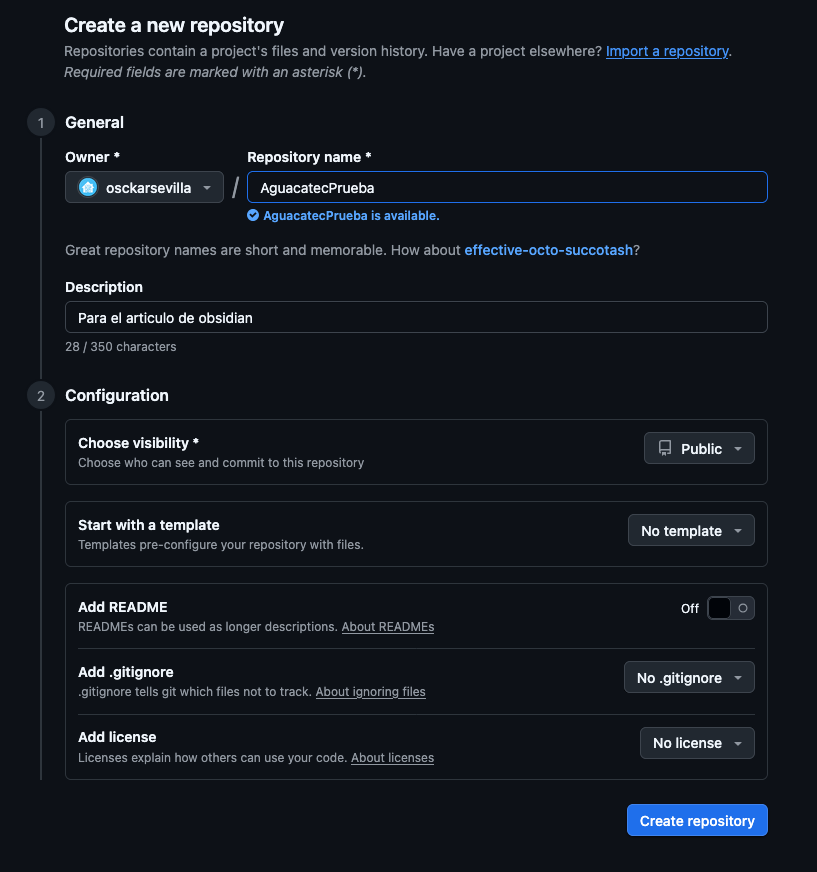 Create a new repository
Repositories contain a project's files and version history. Have a project elsewhere? Import a repository.
Required fields are marked with an asterisk (*).
1 General
Owner * Repository name *
osckarsevilla / AguacatecPrueba
AguacatecPrueba is available.
Great repository names are short and memorable. How about effective-octo-succotash?
Description
Para el articulo de obsidian
28 / 350 characters
2 Configuration
Choose visibility *
Choose who can see and commit to this repository
Public
Start with a template
Templates pre-configure your repository with files.
No template
Add README
READMEs can be used as longer descriptions. About READMEs
Off
Add .gitignore
.gitignore tells git which files not to track. About ignoring files
No .gitignore
Add license
Licenses explain how others can use your code. About licenses
No license
Create repository